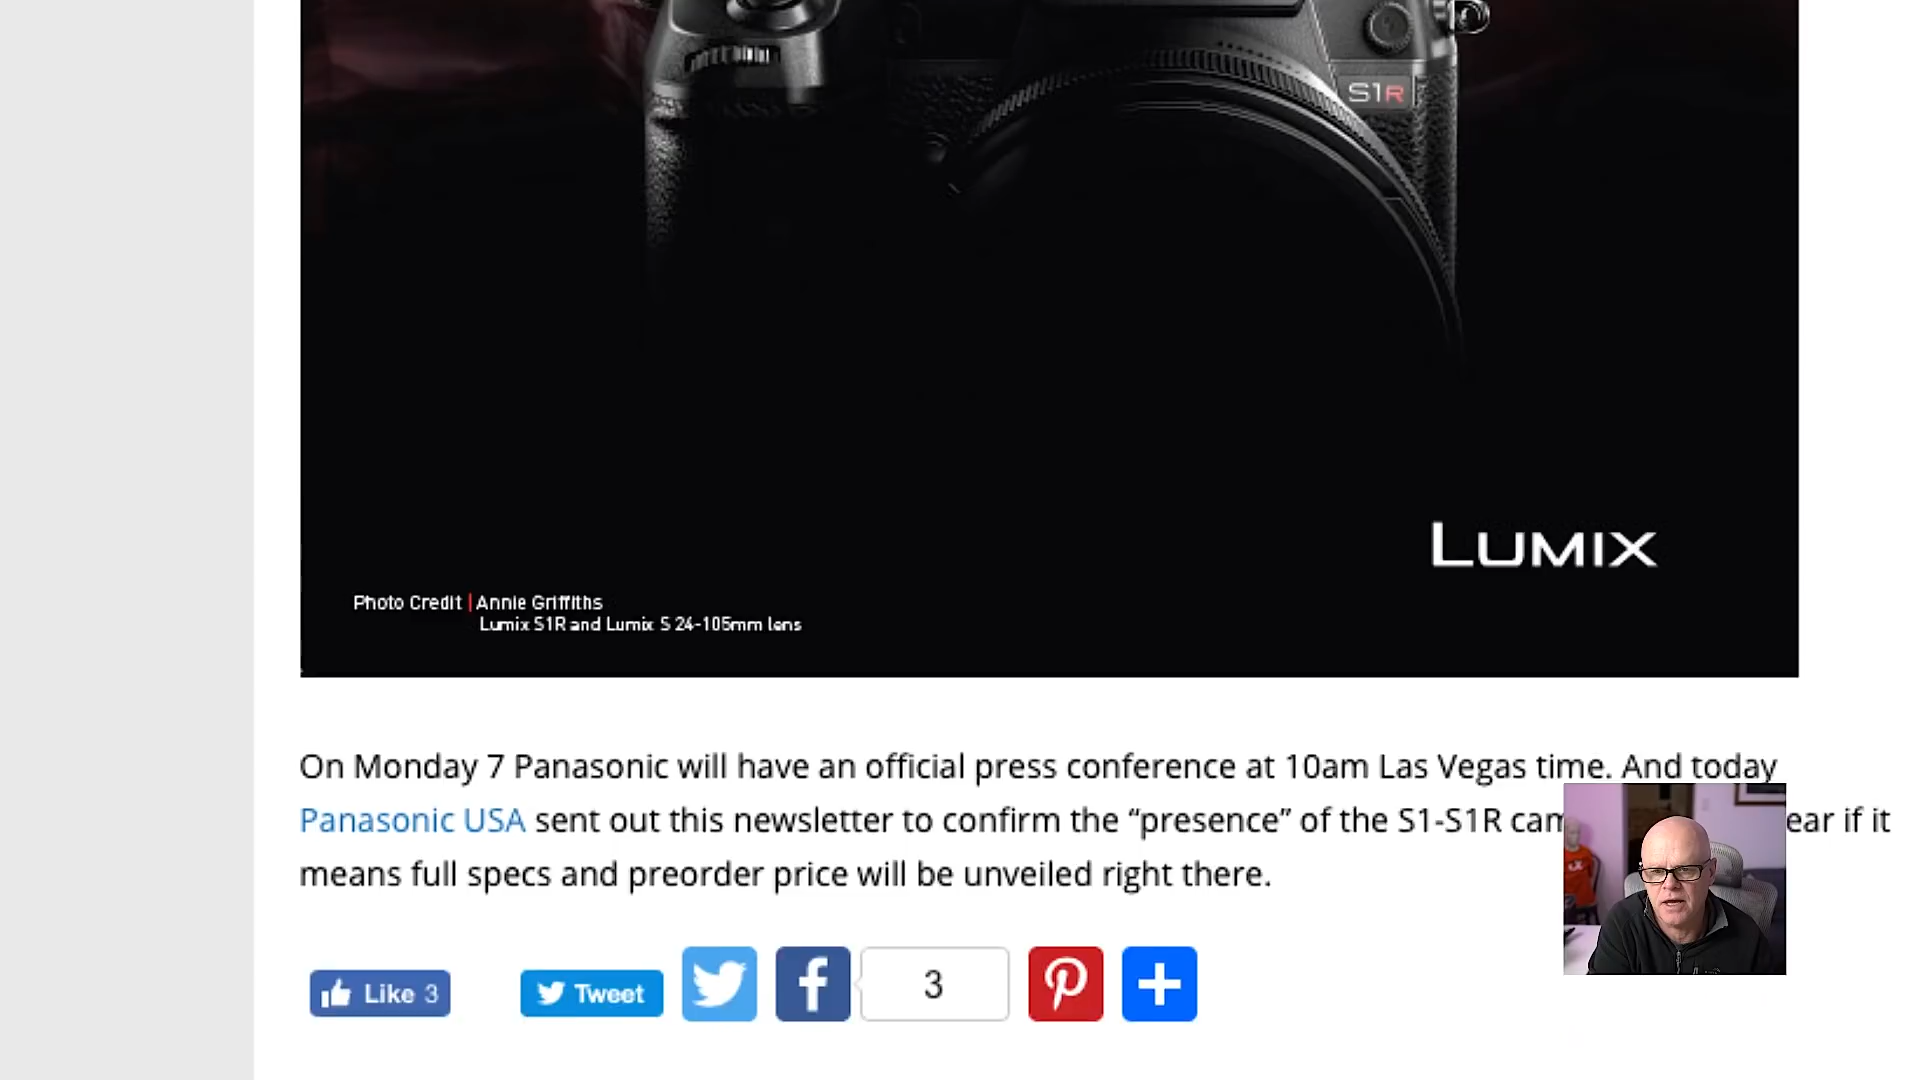 S1R
LUMIX
Photo Credit | Annie Griffiths
Lumix S1R and Lumix S 24-105mm lens
On Monday 7 Panasonic will have an official press conference at 10am Las Vegas time. And today
Panasonic USA sent out this newsletter to confirm the “presence” of the S1-S1R cam ear if it
means full specs and preorder price will be unveiled right there.
Like 3
Tweet
3